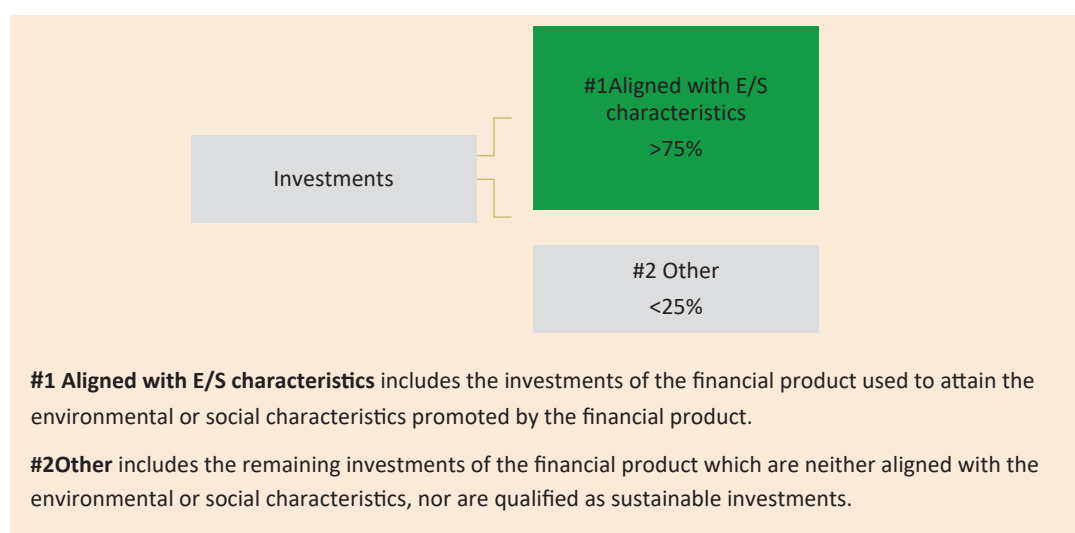 #1Aligned with E/S
characteristics
>75%
Investments
#2 Other
<25%
#1 Aligned with E/S characteristics includes the investments of the financial product used to attain the
environmental or social characteristics promoted by the financial product.
#2Other includes the remaining investments of the financial product which are neither aligned with the
environmental or social characteristics, nor are qualified as sustainable investments.